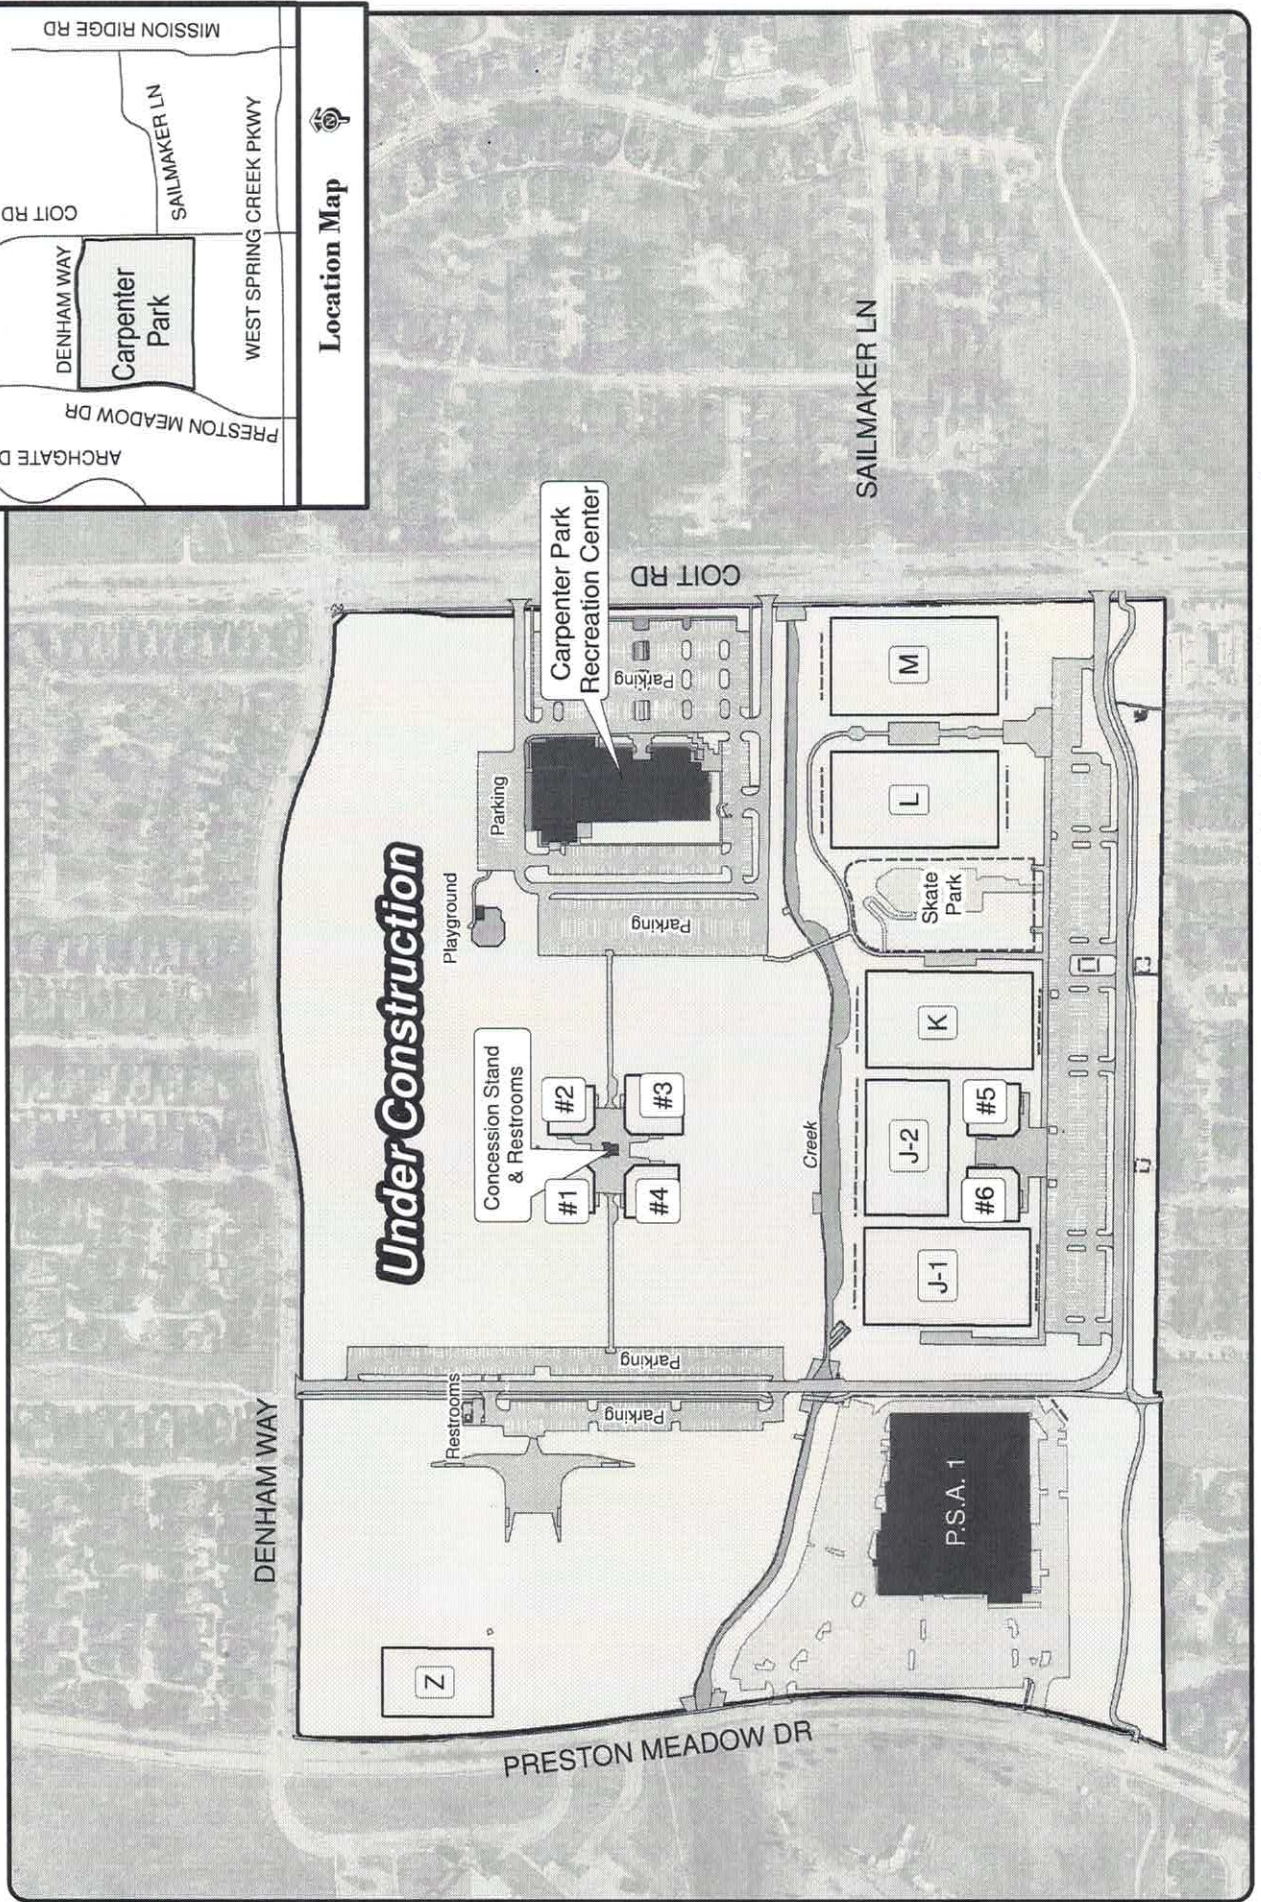 MISSION RIDGE RD
SAILMAKER LN
COIT RD
DENHAM WAY
Carpenter
Park
WEST SPRING CREEK PKWY
PRESTON MEADOW DR
ARCHGATE D
N
Location Map
DENHAM WAY
COIT RD
SAILMAKER LN
PRESTON MEADOW DR
Under Construction
Carpenter Park
Recreation Center
Parking
Parking
Parking
Playground
Concession Stand
& Restrooms
#1
#2
#3
#4
Parking
Parking
Restrooms
Z
Creek
M
L
Skate
Park
K
J-2
#5
#6
J-1
P.S.A. 1